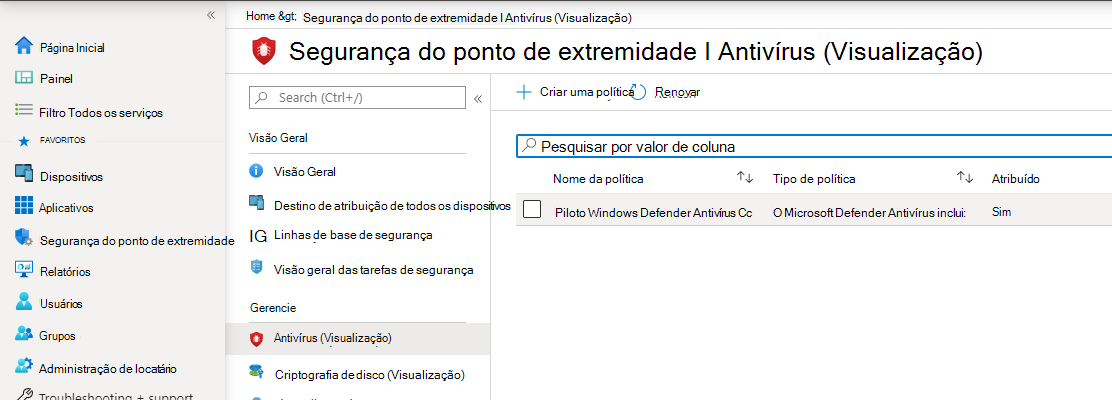 «
Página Inicial
Painel
Filtro Todos os serviços
FAVORITOS
Dispositivos
Aplicativos
Segurança do ponto de extremidade
Relatórios
Usuários
Grupos
Administração de locatário
Troubleshooting + support
Home &gt; Segurança do ponto de extremidade I Antivírus (Visualização)
Segurança do ponto de extremidade I Antivírus (Visualização)
Search (Ctrl+/)
«
Visão Geral
Visão Geral
Destino de atribuição de todos os dispositivos
IG Linhas de base de segurança
Visão geral das tarefas de segurança
Gerencie
Antivírus (Visualização)
Criptografia de disco (Visualização)
Criar uma política Renovar
Pesquisar por valor de coluna
Nome da política Tipo de política Atribuído
Piloto Windows Defender Antivírus Cc O Microsoft Defender Antivírus inclui: Sim